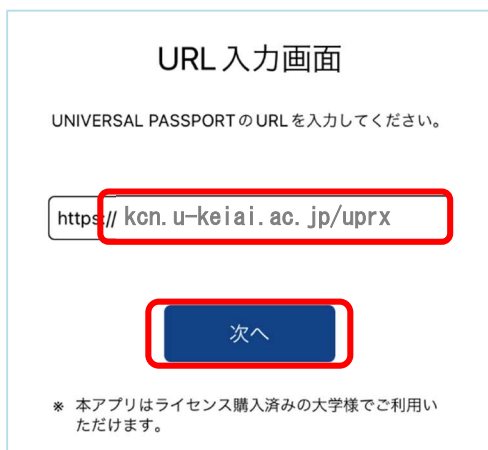 URL入力画面
UNIVERSAL PASSPORTのURLを入力してください。
https:// kcn.u-keiai.ac.jp/uprx
次へ
※ 本アプリはライセンス購入済みの大学様でご利用い
ただけます。